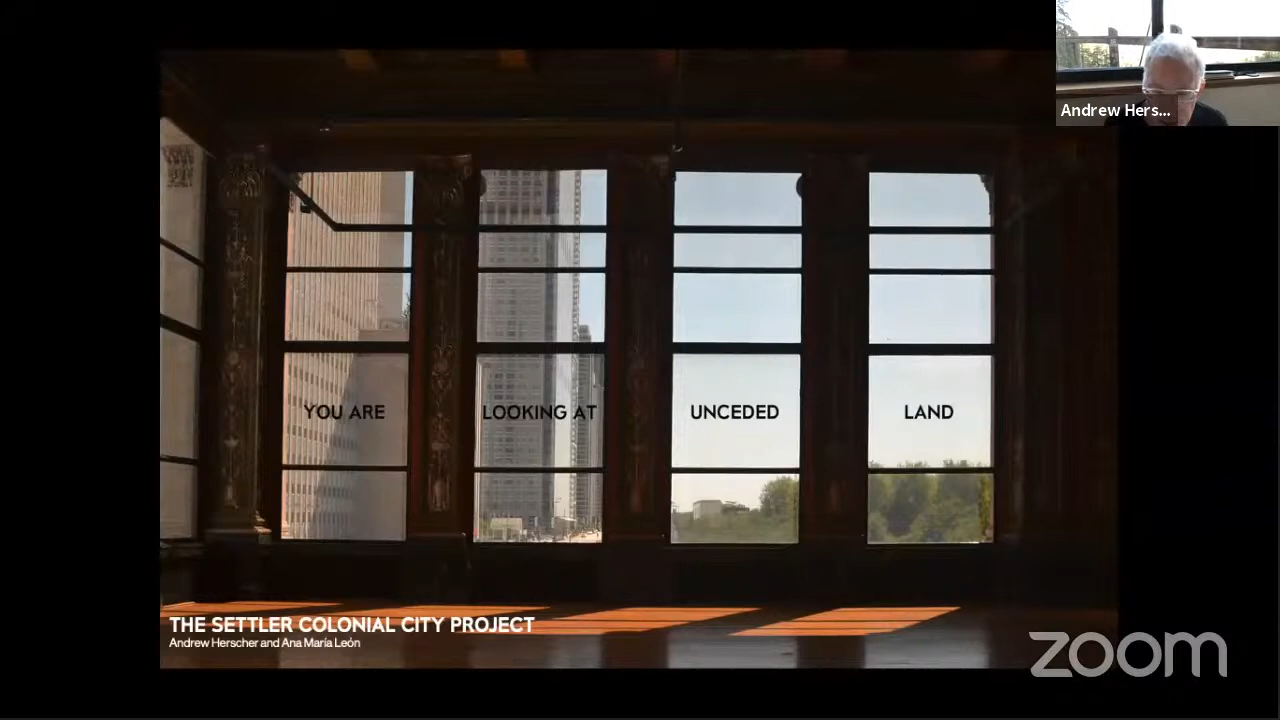 Andrew Hers...
YOU ARE LOOKING AT UNCEDED LAND
THE SETTLER COLONIAL CITY PROJECT
Andrew Herscher and Ana María León
zoom